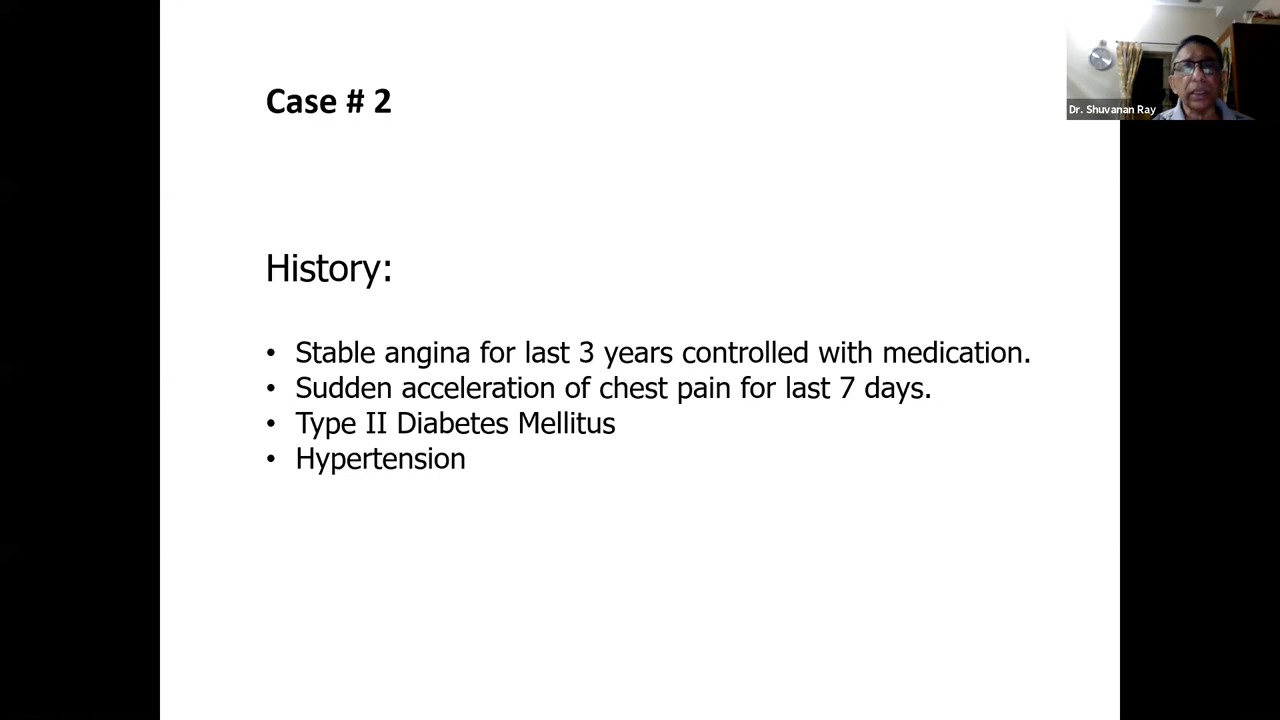 Case # 2
Dr. Shuvanan Ray
History:
• Stable angina for last 3 years controlled with medication.
• Sudden acceleration of chest pain for last 7 days.
• Type II Diabetes Mellitus
• Hypertension